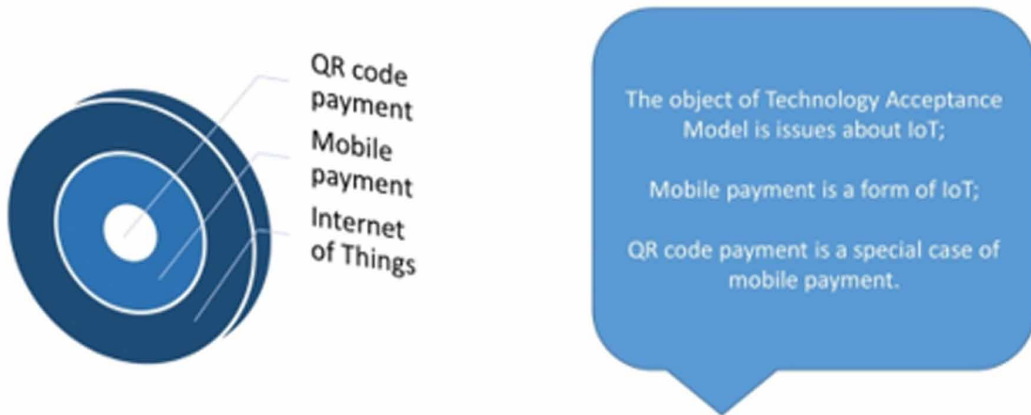 QR code
payment
Mobile
payment
Internet
of Things
The object of Technology Acceptance
Model is issues about IoT;
Mobile payment is a form of IoT;
QR code payment is a special case of
mobile payment.